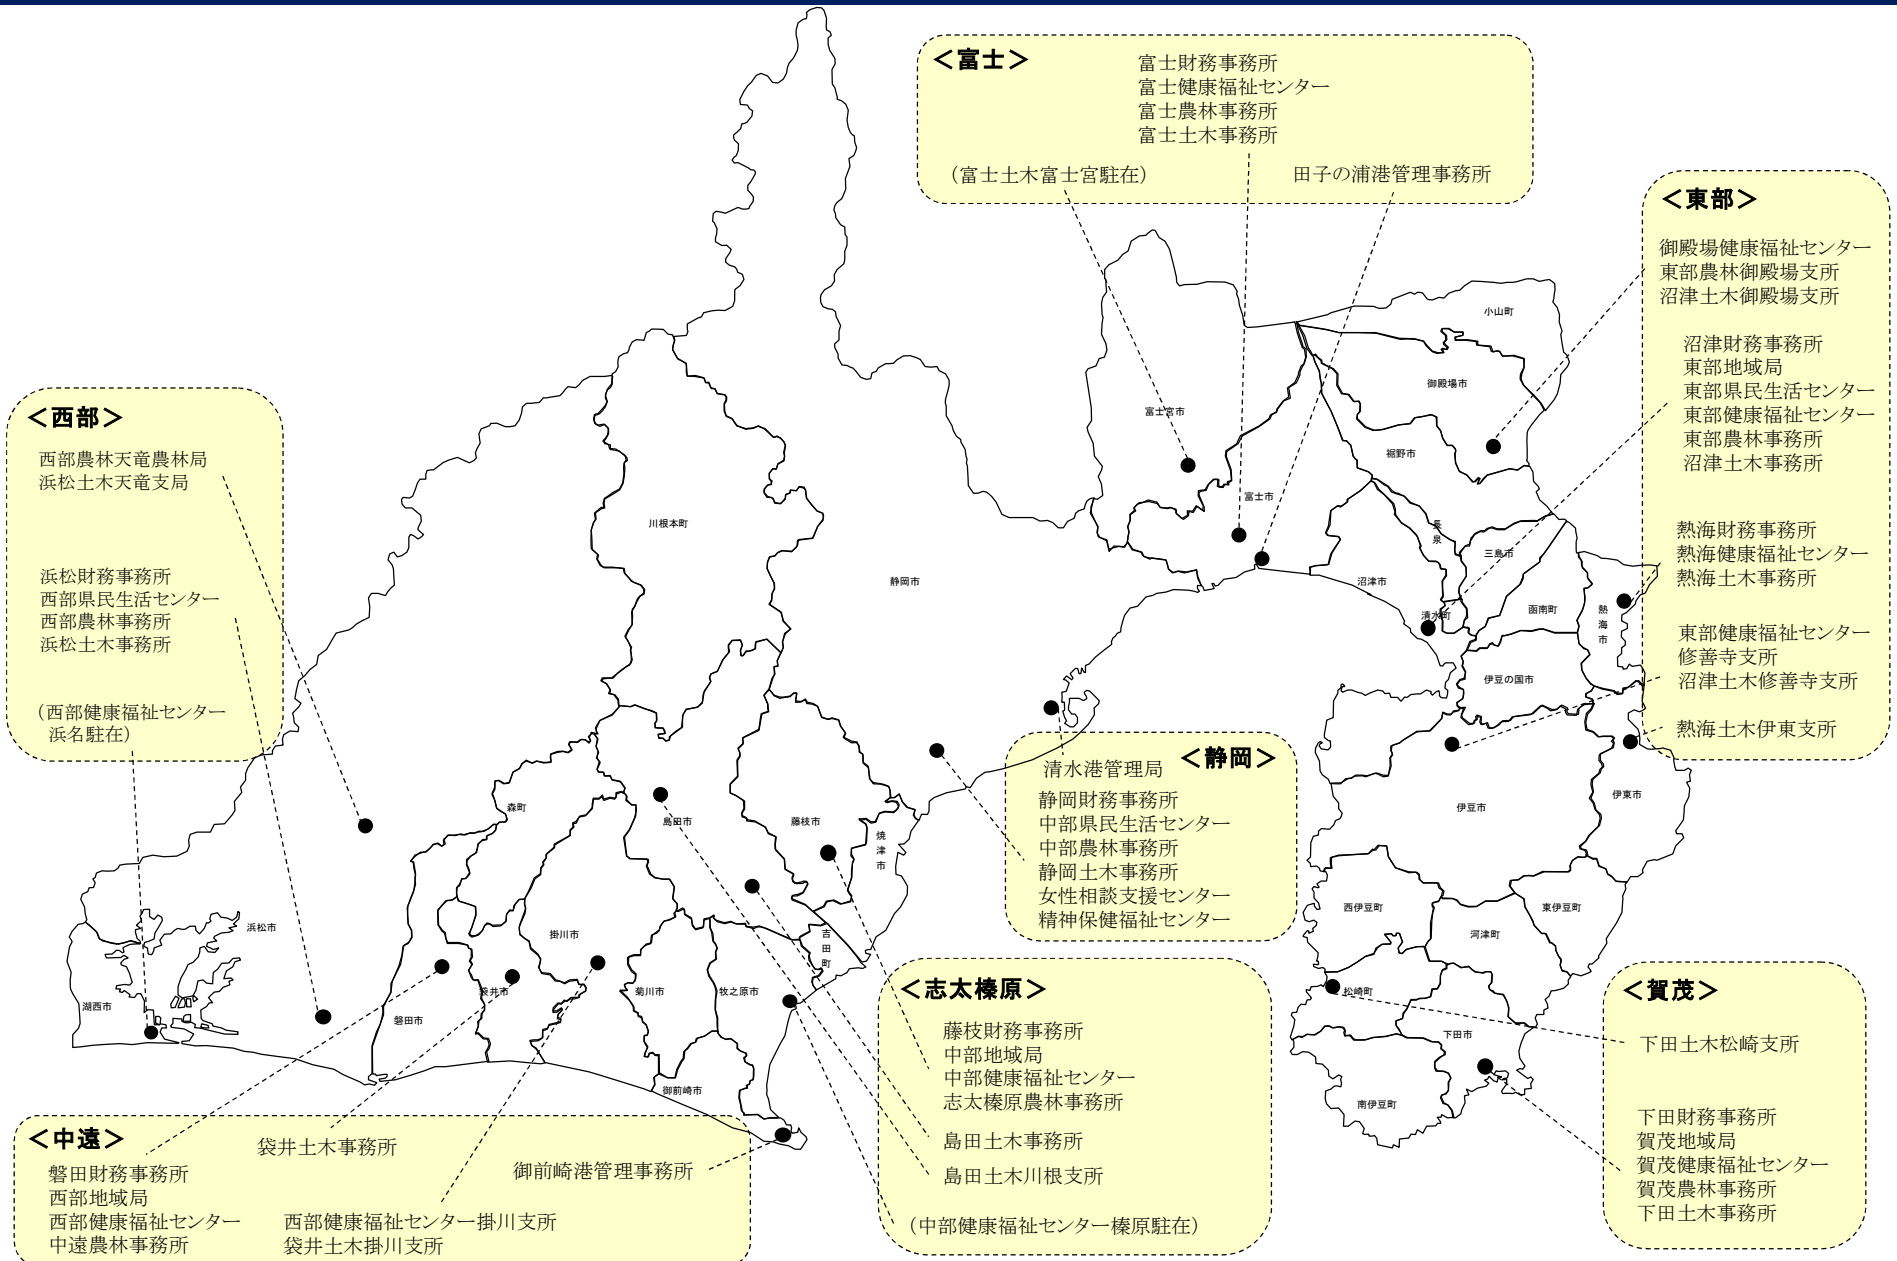 ＜富士＞
富士財務事務所
富士健康福祉センター
富士農林事務所
富士土木事務所
（富士土木富士宮駐在）
田子の浦港管理事務所
＜東部＞
御殿場健康福祉センター
東部農林御殿場支所
沼津土木御殿場支所
沼津財務事務所
東部地域局
東部県民生活センター
東部健康福祉センター
東部農林事務所
沼津土木事務所
熱海財務事務所
熱海健康福祉センター
熱海土木事務所
東部健康福祉センター
修善寺支所
沼津土木修善寺支所
熱海土木伊東支所
＜西部＞
西部農林天竜農林局
浜松土木天竜支局
浜松財務事務所
西部県民生活センター
西部農林事務所
浜松土木事務所
（西部健康福祉センター
浜名駐在）
＜静岡＞
清水港管理局
静岡財務事務所
中部県民生活センター
中部農林事務所
静岡土木事務所
女性相談支援センター
精神保健福祉センター
＜志太榛原＞
藤枝財務事務所
中部地域局
中部健康福祉センター
志太榛原農林事務所
島田土木事務所
島田土木川根支所
（中部健康福祉センター榛原駐在）
＜賀茂＞
下田土木松崎支所
下田財務事務所
賀茂地域局
賀茂健康福祉センター
賀茂農林事務所
下田土木事務所
＜中遠＞
磐田財務事務所
西部地域局
西部健康福祉センター
中遠農林事務所
袋井土木事務所
西部健康福祉センター掛川支所
袋井土木掛川支所
御前崎港管理事務所
小山町
御殿場市
富士宮市
裾野市
富士市
長泉
三島市
沼津市
清水町
函南町
熱海市
伊豆の国市
伊豆市
伊東市
西伊豆町
東伊豆町
河津町
松崎町
下田市
南伊豆町
川根本町
静岡市
森町
島田市
藤枝市
焼津市
浜松市
湖西市
磐田市
袋井市
掛川市
菊川市
牧之原市
吉田町
御前崎市